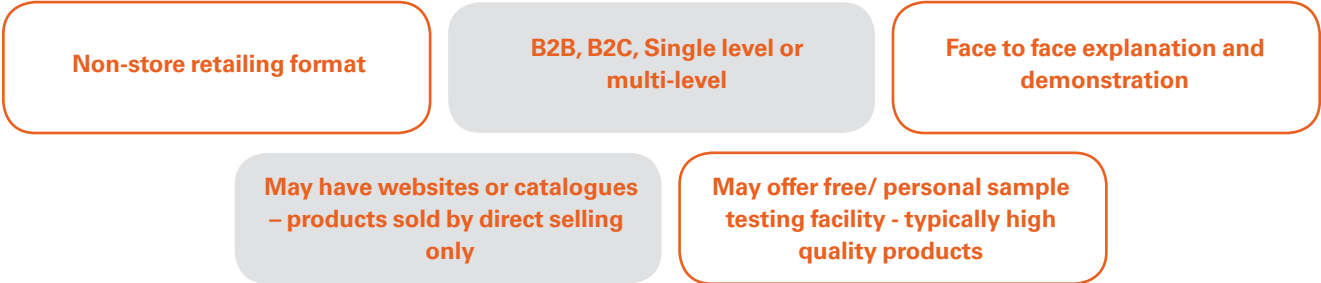 Non-store retailing format
B2B, B2C, Single level or
multi-level
Face to face explanation and
demonstration
May have websites or catalogues
– products sold by direct selling
only
May offer free/ personal sample
testing facility - typically high
quality products